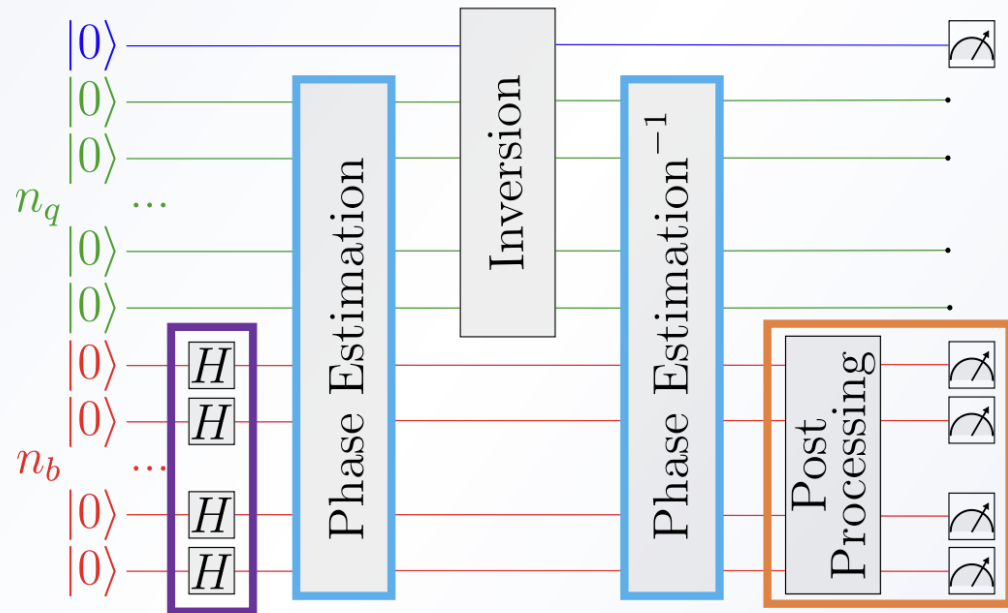 |0⟩
|0⟩
|0⟩
n_q ...
|0⟩
|0⟩
|0⟩ H
|0⟩ H
n_b ...
|0⟩ H
|0⟩ H
Phase Estimation
Inversion
Phase Estimation⁻¹
Post
Processing